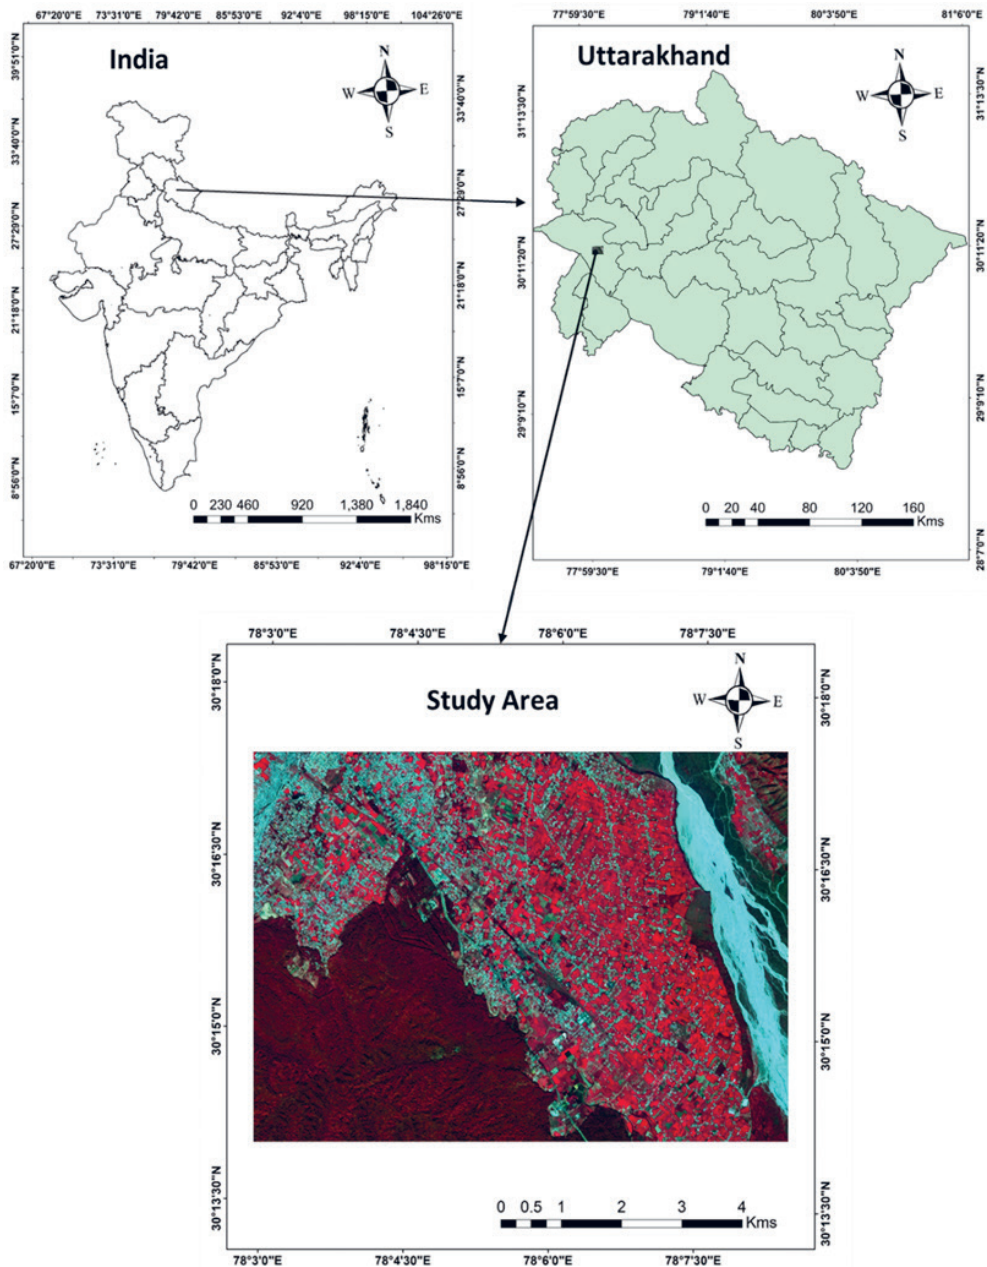 67°20'0"E 73°31'0"E 79°42'0"E 85°53'0"E 92°4'0"E 98°15'0"E 104°26'0"E
India
N
W E
S
39°51'0"N
33°40'0"N
27°29'0"N
21°18'0"N
15°7'0"N
8°56'0"N
33°40'0"N
27°29'0"N
21°18'0"N
15°7'0"N
8°56'0"N
0 230 460 920 1,380 1,840
Kms
67°20'0"E 73°31'0"E 79°42'0"E 85°53'0"E 92°4'0"E 98°15'0"E
77°59'30"E 79°1'40"E 80°3'50"E 81°6'0"E
Uttarakhand
N
W E
S
31°13'30"N
30°11'20"N
29°9'10"N
31°13'30"N
30°11'20"N
29°9'10"N
28°7'0"N
0 20 40 80 120 160
Kms
77°59'30"E 79°1'40"E 80°3'50"E
78°3'0"E 78°4'30"E 78°6'0"E 78°7'30"E
Study Area
N
W E
S
30°18'0"N
30°16'30"N
30°15'0"N
30°13'30"N
30°18'0"N
30°16'30"N
30°15'0"N
30°13'30"N
0 0.5 1 2 3 4
Kms
78°3'0"E 78°4'30"E 78°6'0"E 78°7'30"E